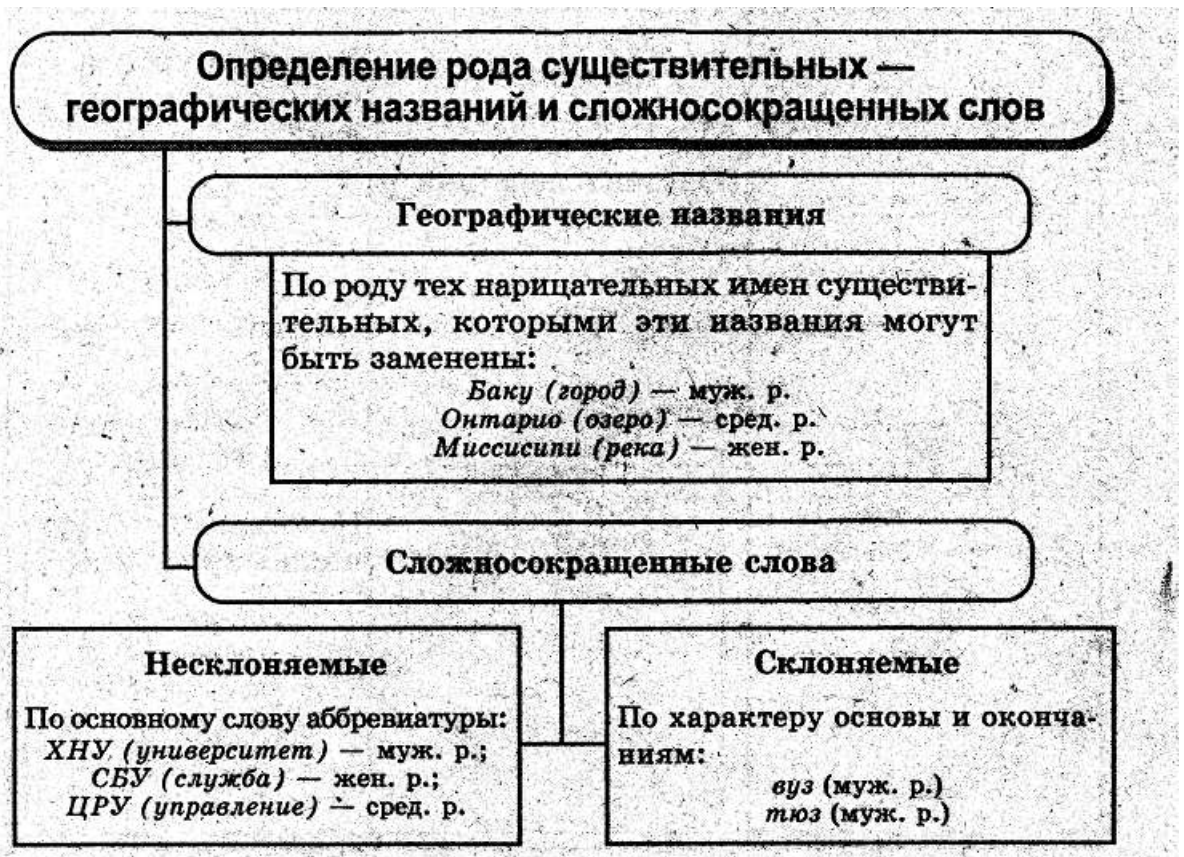 Определение рода существительных —
географических названий и сложносокращенных слов
Географические названия
По роду тех нарицательных имен существи-
тельных, которыми эти названия могут
быть заменены:
Баку (город) — муж. р.
Онтарио (озеро) — сред. р.
Миссисипи (река) — жен. р.
Сложносокращенные слова
Несклоняемые
По основному слову аббревиатуры:
ХНУ (университет) — муж. р.;
СБУ (служба) — жен. р.;
ЦРУ (управление) — сред. р.
Склоняемые
По характеру основы и оконча-
ниям:
вуз (муж. р.)
тюз (муж. р.)